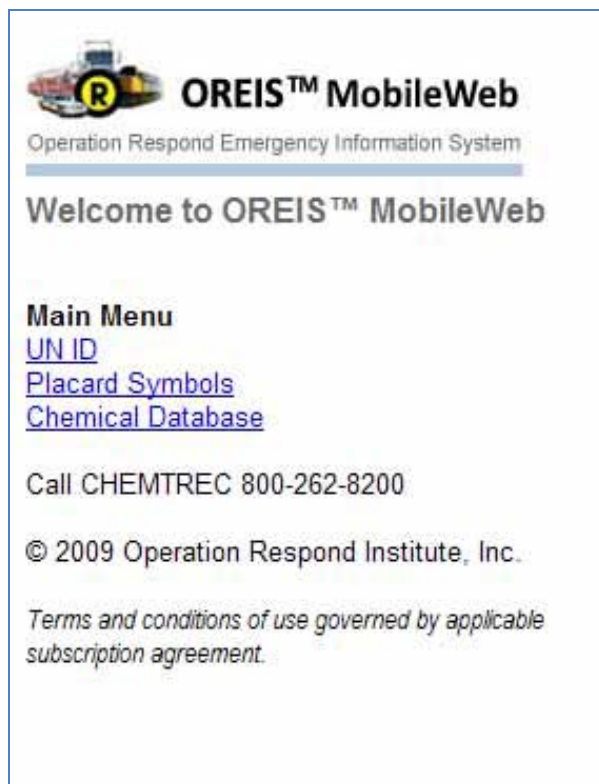 R
OREIS™ MobileWeb
Operation Respond Emergency Information System
Welcome to OREIS™ MobileWeb
Main Menu
UN ID
Placard Symbols
Chemical Database
Call CHEMTREC 800-262-8200
© 2009 Operation Respond Institute, Inc.
Terms and conditions of use governed by applicable
subscription agreement.